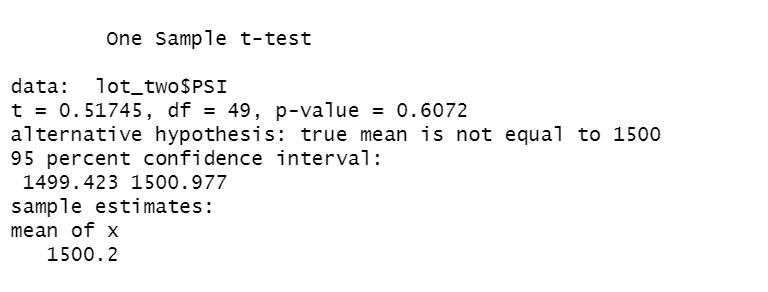 One Sample t-test
data: lot_two$PSI
t = 0.51745, df = 49, p-value = 0.6072
alternative hypothesis: true mean is not equal to 1500
95 percent confidence interval:
1499.423 1500.977
sample estimates:
mean of x
1500.2